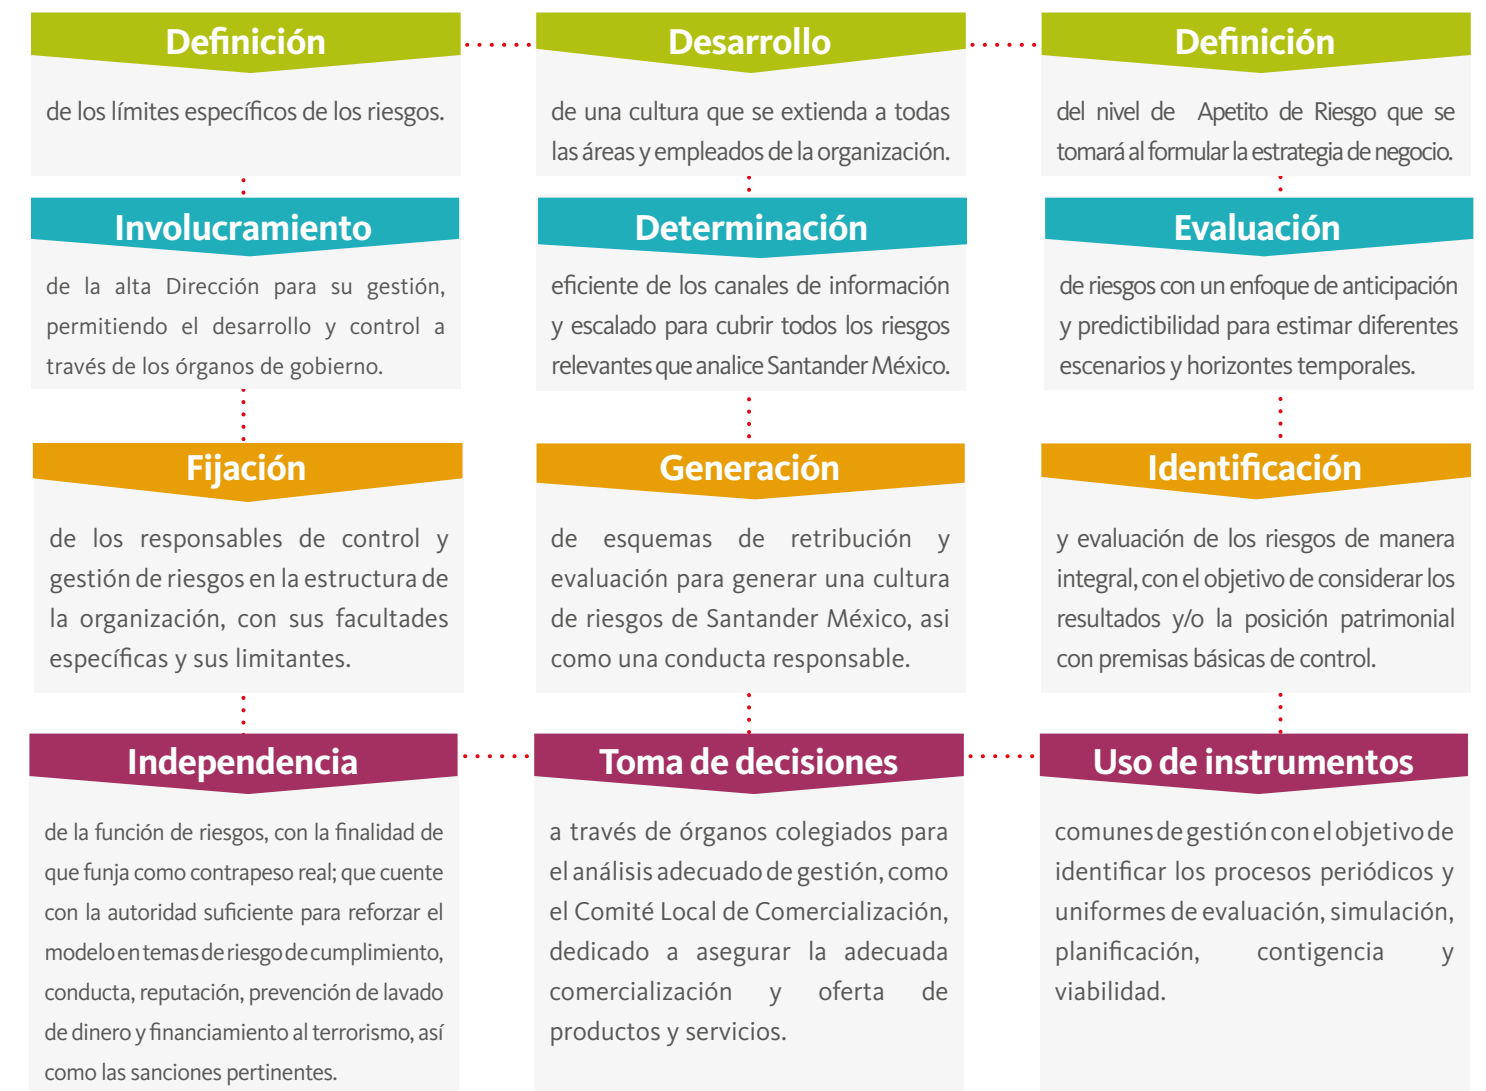 Definición
de los límites específicos de los riesgos.
Desarrollo
de una cultura que se extienda a todas
las áreas y empleados de la organización.
Definición
del nivel de Apetito de Riesgo que se
tomará al formular la estrategia de negocio.
Involucramiento
de la alta Dirección para su gestión,
permitiendo el desarrollo y control a
través de los órganos de gobierno.
Determinación
eficiente de los canales de información
y escalado para cubrir todos los riesgos
relevantes que analice Santander México.
Evaluación
de riesgos con un enfoque de anticipación
y predictibilidad para estimar diferentes
escenarios y horizontes temporales.
Fijación
de los responsables de control y
gestión de riesgos en la estructura de
la organización, con sus facultades
específicas y sus limitantes.
Generación
de esquemas de retribución y
evaluación para generar una cultura
de riesgos de Santander México, asi
como una conducta responsable.
Identificación
y evaluación de los riesgos de manera
integral, con el objetivo de considerar los
resultados y/o la posición patrimonial
con premisas básicas de control.
Independencia
de la función de riesgos, con la finalidad de
que funja como contrapeso real; que cuente
con la autoridad suficiente para reforzar el
modelo en temas de riesgo de cumplimiento,
conducta, reputación, prevención de lavado
de dinero y financiamiento al terrorismo, así
como las sanciones pertinentes.
Toma de decisiones
a través de órganos colegiados para
el análisis adecuado de gestión, como
el Comité Local de Comercialización,
dedicado a asegurar la adecuada
comercialización y oferta de
productos y servicios.
Uso de instrumentos
comunes de gestión con el objetivo de
identificar los procesos periódicos y
uniformes de evaluación, simulación,
planificación, contigencia y
viabilidad.